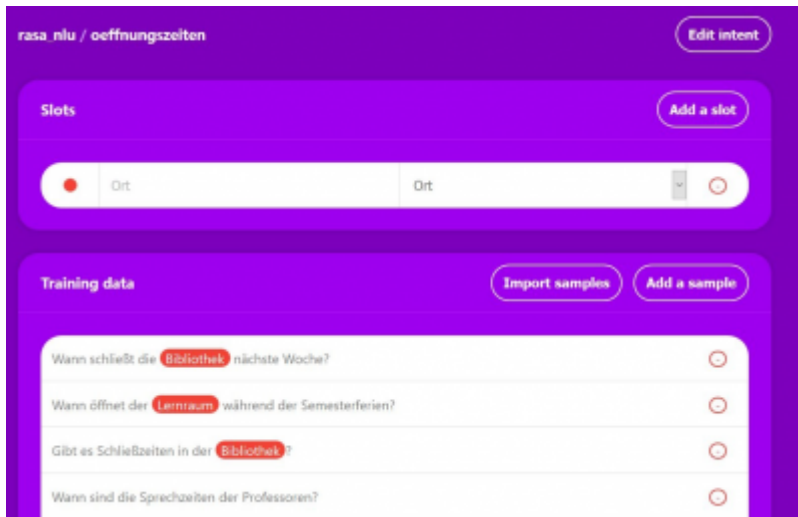 rasa_nlu / oeffnungszeiten
Edit intent
Slots
Add a slot
Ort
Ort
Training data
Import samples
Add a sample
Wann schließt die Bibliothek nächste Woche?
Wann öffnet der Lernraum während der Semesterferien?
Gibt es Schließzeiten in der Bibliothek?
Wann sind die Sprechzeiten der Professoren?